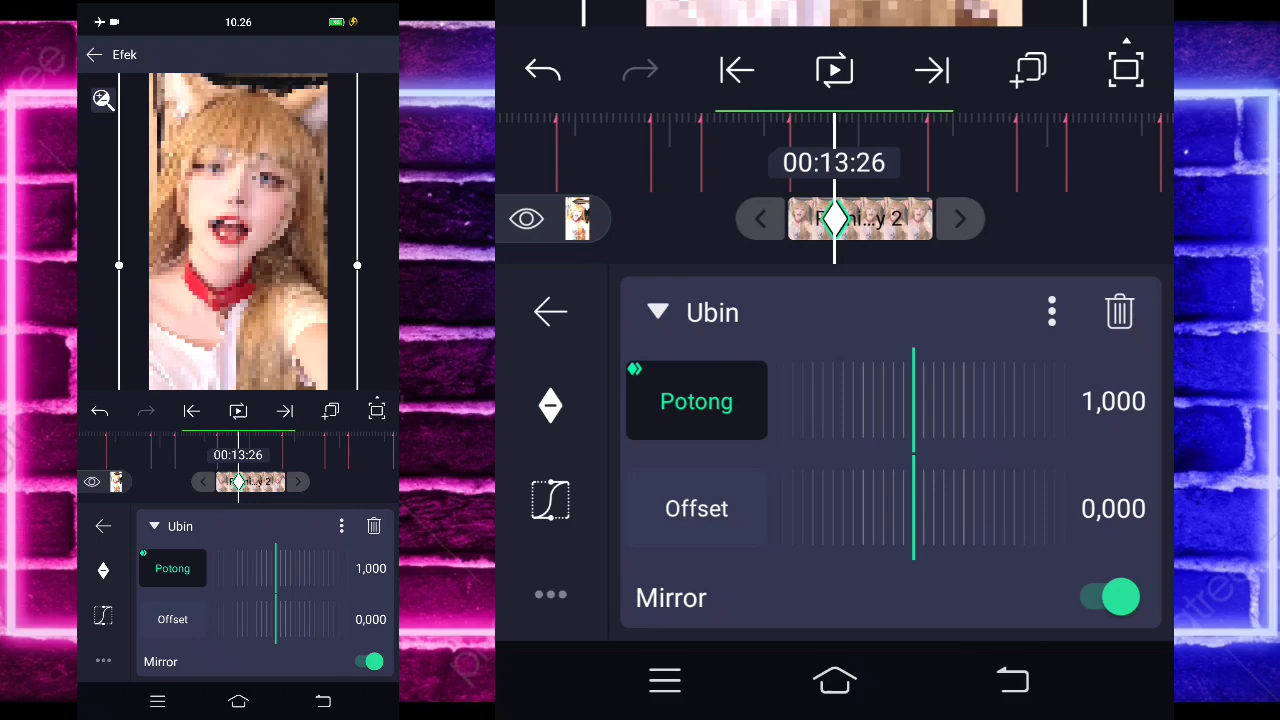 10.26
Efek
00:13:26
Ubin
Potong
1,000
Offset
0,000
Mirror
00:13:26
y 2
Ubin
Potong
1,000
Offset
0,000
Mirror